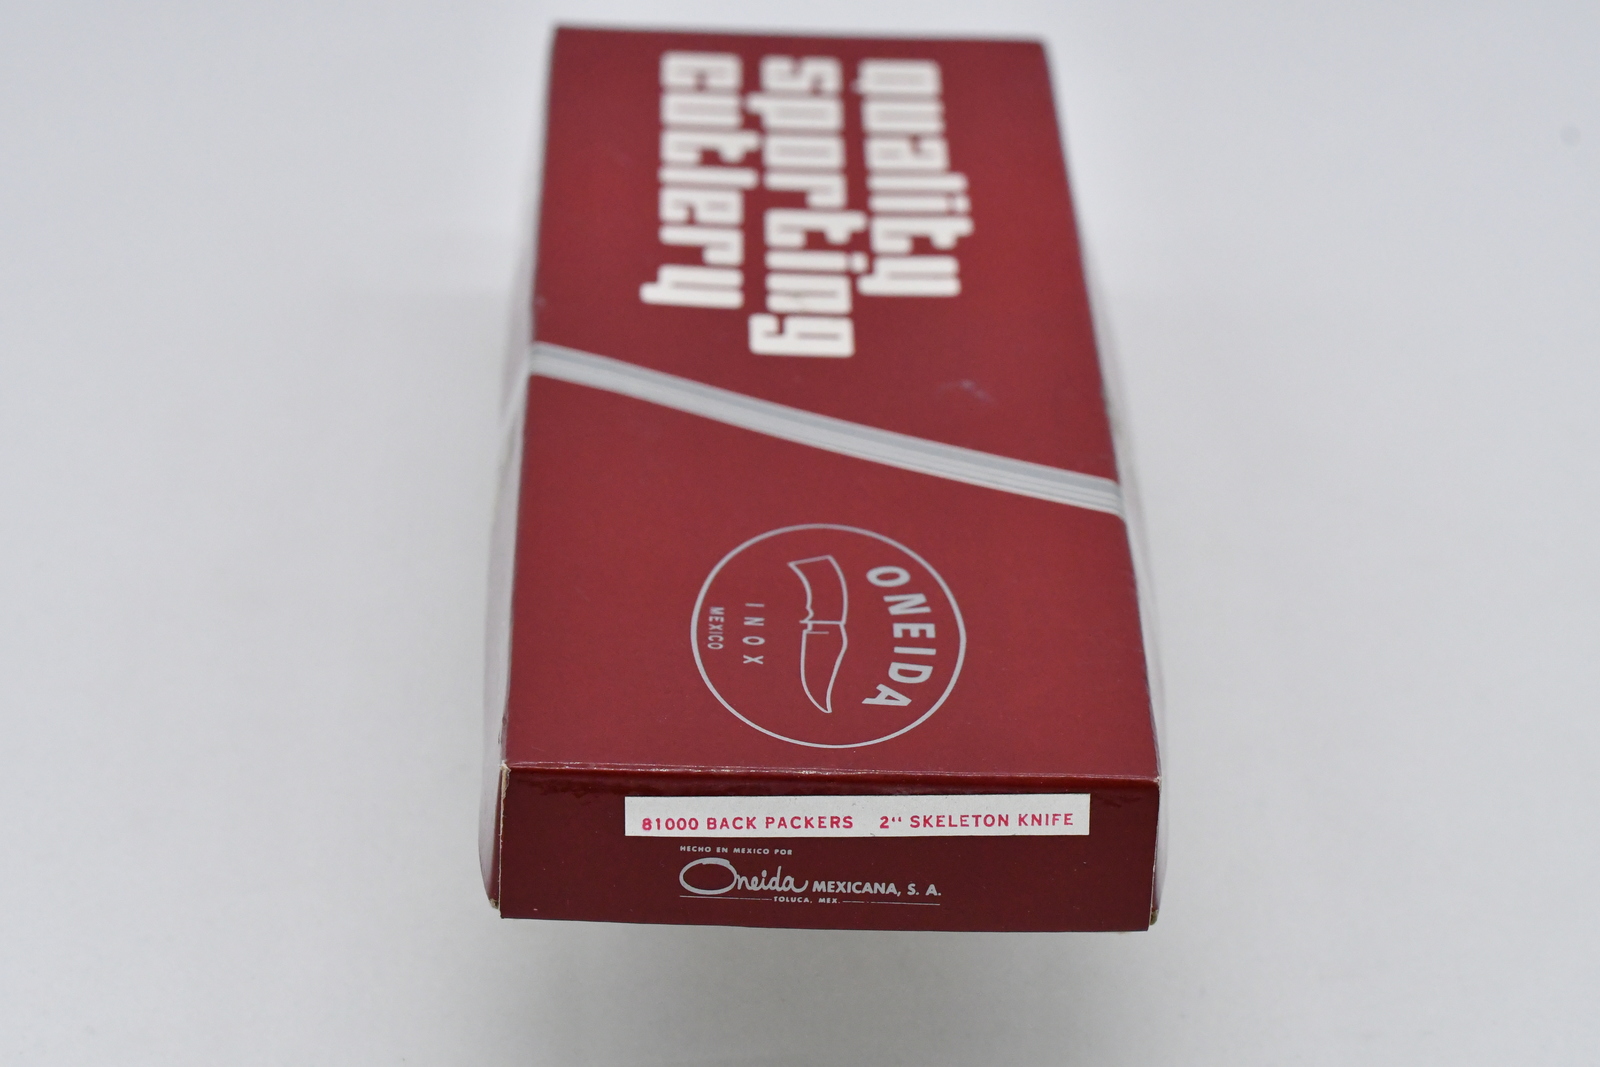 quality
sporting
cutlery
ONEIDA
INOX
MEXICO
81000 BACK PACKERS 2" SKELETON KNIFE
HECHO EN MEXICO POR
Oneida MEXICANA, S. A.
TOLUCA, MEX.